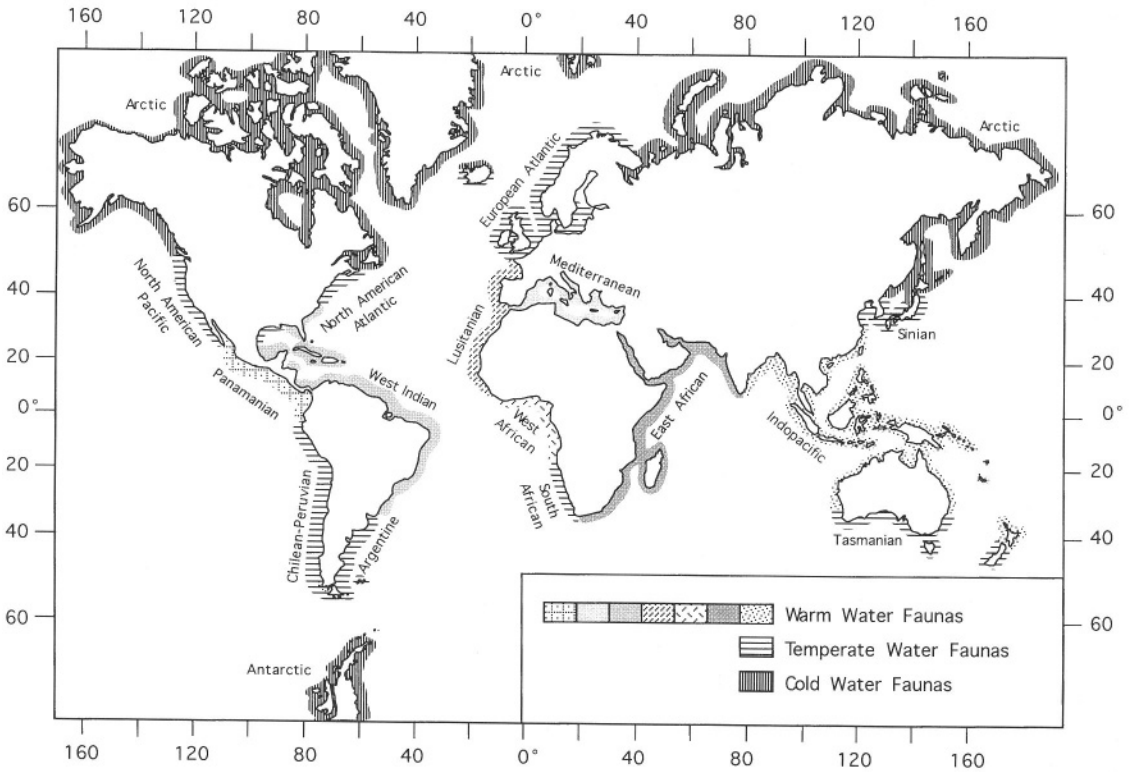 160 120 80 40 0° 40 80 120 160
Arctic
Arctic
Arctic
European Atlantic
60
60
Mediterranean
North American
Pacific
North American
Atlantic
40
40
Lusitanian
Sinian
20
20
Panamanian
West Indian
West
African
East African
Indopacific
0°
0°
20
20
Chilean-Peruvian
South
African
40
40
Argentine
Tasmanian
60
60
Warm Water Faunas
Temperate Water Faunas
Cold Water Faunas
Antarctic
160 120 80 40 0° 40 80 120 160